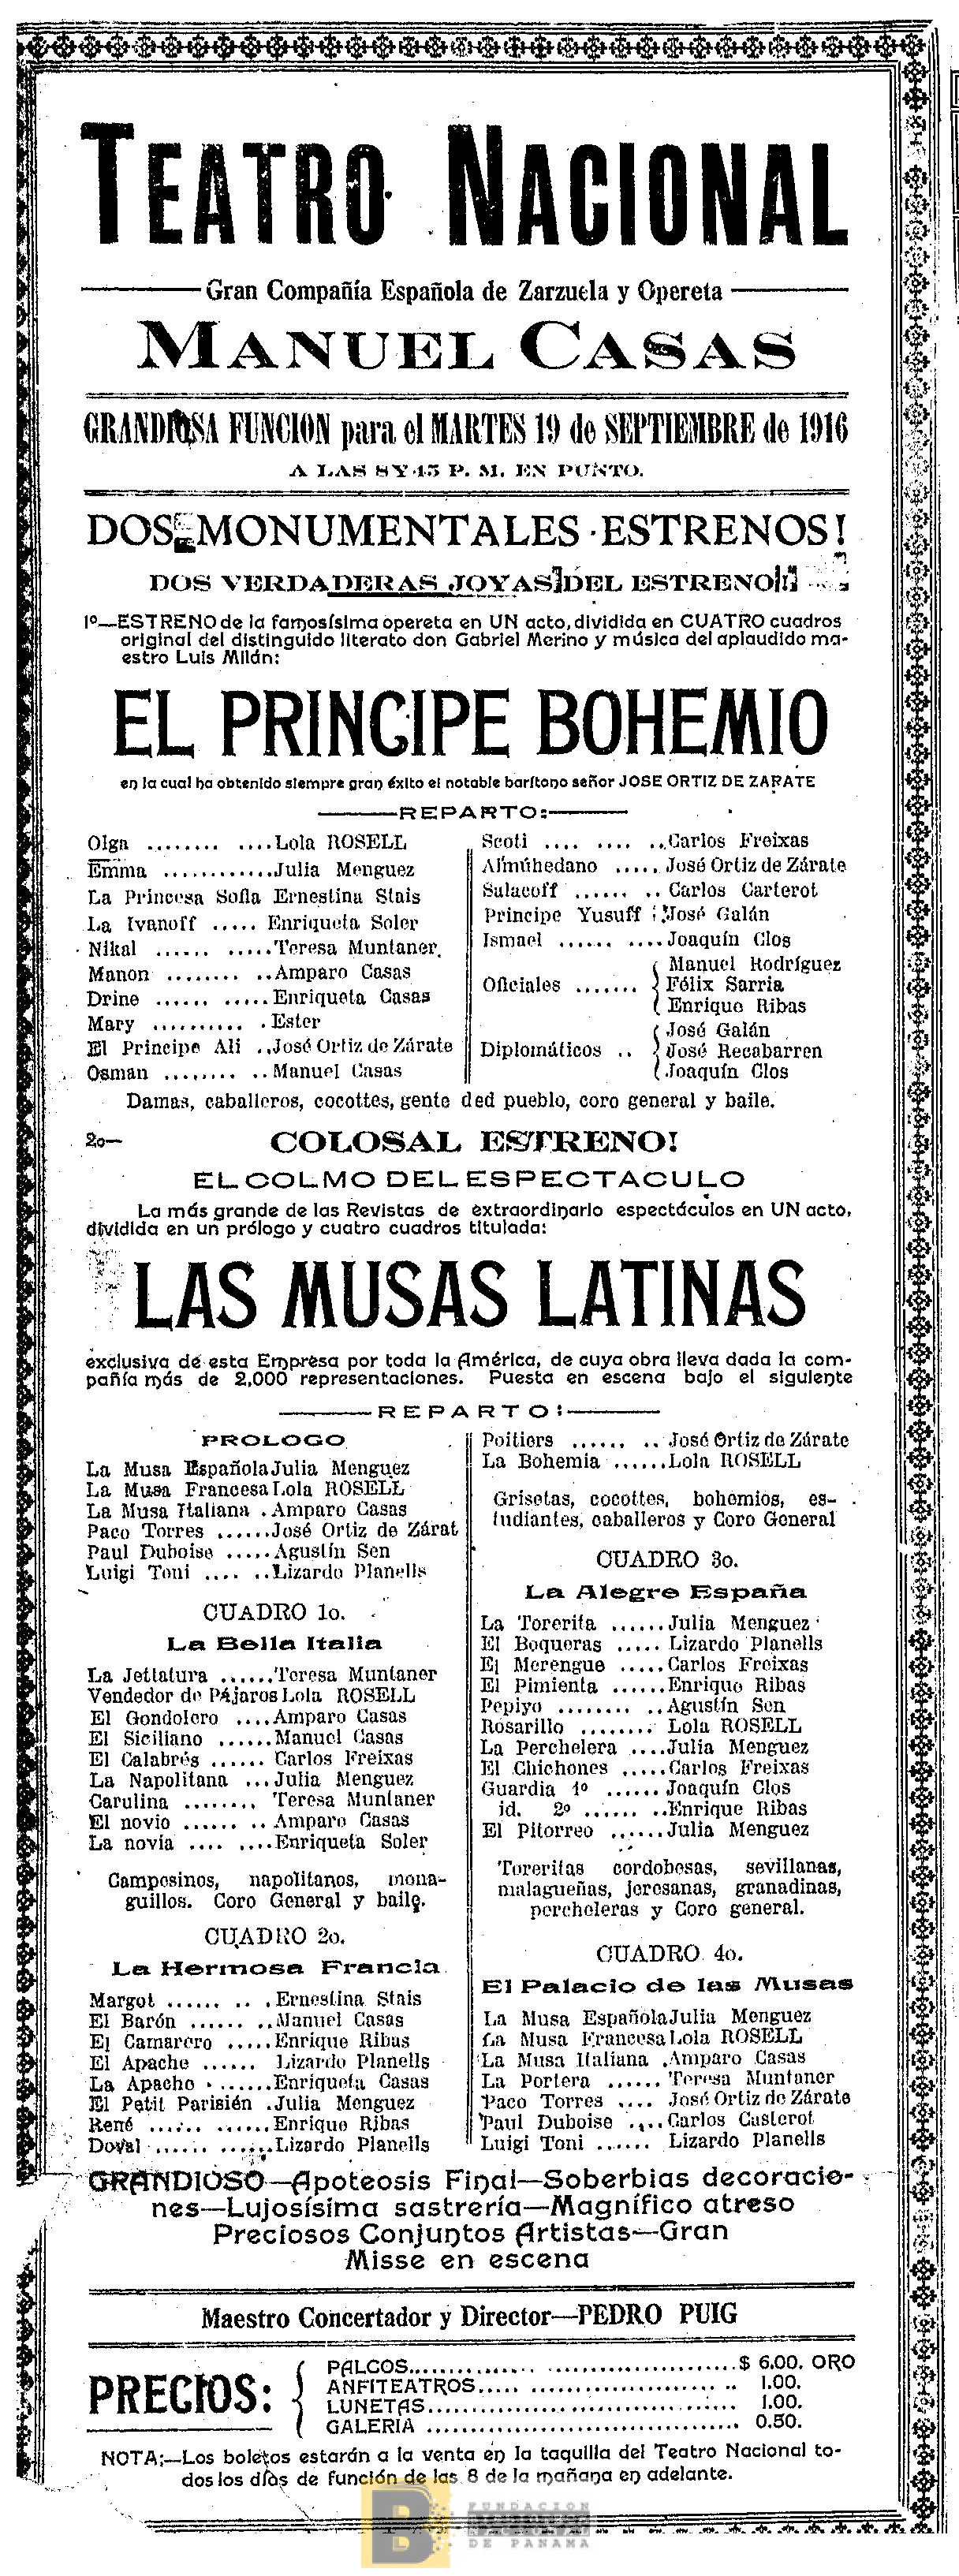 TEATRO NACIONAL
Gran Compañía Española de Zarzuela y Opereta
MANUEL CASAS
GRANDIOSA FUNCION para el MARTES 19 de SEPTIEMBRE de 1916
A LAS 8 Y 45 P. M. EN PUNTO.
DOS MONUMENTALES ESTRENOS!
DOS VERDADERAS JOYAS DEL ESTRENO!!
1º—ESTRENO de la famosísima opereta en UN acto, dividida en CUATRO cuadros
original del distinguido literato don Gabriel Merino y música del aplaudido ma-
estro Luis Milán:
EL PRINCIPE BOHEMIO
en la cual ha obtenido siempre gran éxito el notable barítono señor JOSE ORTIZ DE ZARATE
REPARTO:
Olga ........ ....Lola ROSELL
Emma ............Julia Menguez
La Princesa Sofia Ernestina Stais
La Ivanoff ..... Enriqueta Soler
Nikal ...... .....Teresa Muntaner
Manon ........ ..Amparo Casas
Drine ...... .....Enriqueta Casas
Mary .......... .Ester
El Principe Ali ..José Ortiz de Zárate
Osman ........ ..Manuel Casas
Scoti .... .... ..Carlos Freixas
Almúhedano ..... José Ortiz de Zárate
Salacoff ...... .. Carlos Carterot
Principe Yusuff José Galán
Ismael ...... ....Joaquín Clos
Manuel Rodríguez
Oficiales ....... Félix Sarria
Enrique Ribas
José Galán
Diplomáticos .. José Recabarren
Joaquín Clos
Damas, caballeros, cocottes, gente ded pueblo, coro general y baile.
2o—
COLOSAL ESTRENO!
EL COLMO DEL ESPECTACULO
La más grande de las Revistas de extraordinario espectáculos en UN acto,
dividida en un prólogo y cuatro cuadros titulada:
LAS MUSAS LATINAS
exclusiva de esta Empresa por toda la América, de cuya obra lleva dada la com-
pañía más de 2,000 representaciones. Puesta en escena bajo el siguiente
REPARTO:
PROLOGO
La Musa Española Julia Menguez
La Musa Francesa Lola ROSELL
La Musa Italiana . Amparo Casas
Paco Torres ......José Ortiz de Zárat
Paul Duboise .....Agustín Sen
Luigi Toni .... ..Lizardo Planells
CUADRO 1o.
La Bella Italia
La Jettatura ......Teresa Muntaner
Vendedor de Pájaros Lola ROSELL
El Gondolero ....Amparo Casas
El Siciliano ......Manuel Casas
El Calabrés ...... Carlos Freixas
La Napolitana ... Julia Menguez
Carulina ........ Teresa Muntaner
El novio ...... .. Amparo Casas
La novia .... ....Enriqueta Soler
Campesinos, napolitanos, mona-
guillos. Coro General y baile.
CUADRO 2o.
La Hermosa Francia
Margot ...... .. . Ernestina Stais
El Barón ...... ..Manuel Casas
El Camarero .....Enrique Ribas
El Apache ...... Lizardo Planells
La Apache . ......Enriqueta Casas
El Petit Parisién .Julia Menguez
René ...... ......Enrique Ribas
Doval ...... ......Lizardo Planells
Poitiers ...... .. José Ortiz de Zárate
La Bohemia ......Lola ROSELL
Grisetas, cocottes, bohemios, es-
tudiantes, caballeros y Coro General
CUADRO 3o.
La Alegre España
La Torerita ......Julia Menguez
El Boqueras ..... Lizardo Planells
El Merengue .....Carlos Freixas
El Pimienta ......Enrique Ribas
Pepiyo ........ ..Agustín Sen
Rosarillo ........ Lola ROSELL
La Perchelera ....Julia Menguez
El Chichones .....Carlos Freixas
Guardia 1º ...... Joaquín Clos
id. 2º ...... ..Enrique Ribas
El Pitorreo ......Julia Menguez
Toreritas cordobesas, sevillanas,
malagueñas, jeresanas, granadinas,
percheleras y Coro general.
CUADRO 4o.
El Palacio de las Musas
La Musa Española Julia Menguez
La Musa Francesa Lola ROSELL
La Musa Italiana .Amparo Casas
La Portera ......Teresa Muntaner
Paco Torres .... José Ortiz de Zárate
Paul Duboise ....Carlos Casterot
Luigi Toni ...... Lizardo Planells
GRANDIOSO—Apoteosis Final—Soberbias decoracio-
nes—Lujosísima sastrería—Magnífico atreso
Preciosos Conjuntos Artistas—Gran
Misse en escena
Maestro Concertador y Director—PEDRO PUIG
PRECIOS:
PALCOS..........................$ 6.00. ORO
ANFITEATROS..................... 1.00.
LUNETAS......................... 1.00.
GALERIA ......................... 0.50.
NOTA;—Los boletos estarán a la venta en la taquilla del Teatro Nacional to-
dos los días de función de las 8 de la mañana en adelante.
B
FUNDACION
DE PANAMA